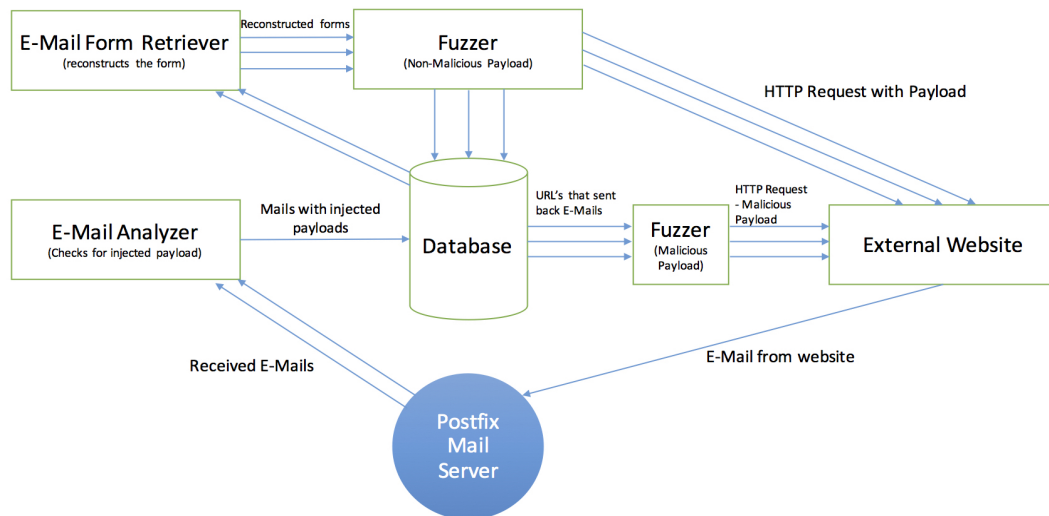 E-Mail Form Retriever
(reconstructs the form)
Reconstructed forms
Fuzzer
(Non-Malicious Payload)
HTTP Request with Payload
E-Mail Analyzer
(Checks for injected payload)
Mails with injected
payloads
Database
URL's that sent
back E-Mails
Fuzzer
(Malicious
Payload)
HTTP Request
- Malicious
Payload
External Website
Received E-Mails
E-Mail from website
Postfix
Mail
Server